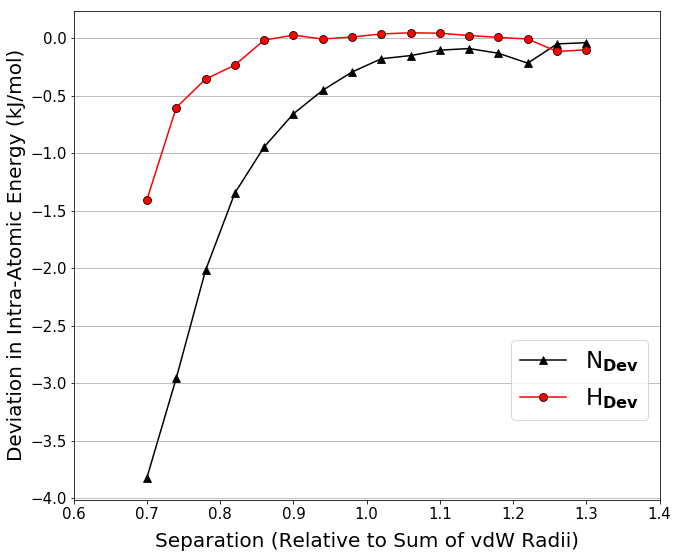 Deviation in Intra-Atomic Energy (kJ/mol)
0.0
−0.5
−1.0
−1.5
−2.0
−2.5
−3.0
−3.5
−4.0
N_Dev
H_Dev
0.6 0.7 0.8 0.9 1.0 1.1 1.2 1.3 1.4
Separation (Relative to Sum of vdW Radii)